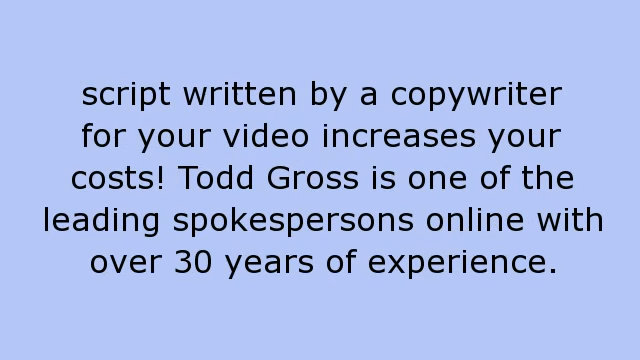 script written by a copywriter
for your video increases your
costs! Todd Gross is one of the
leading spokespersons online with
over 30 years of experience.